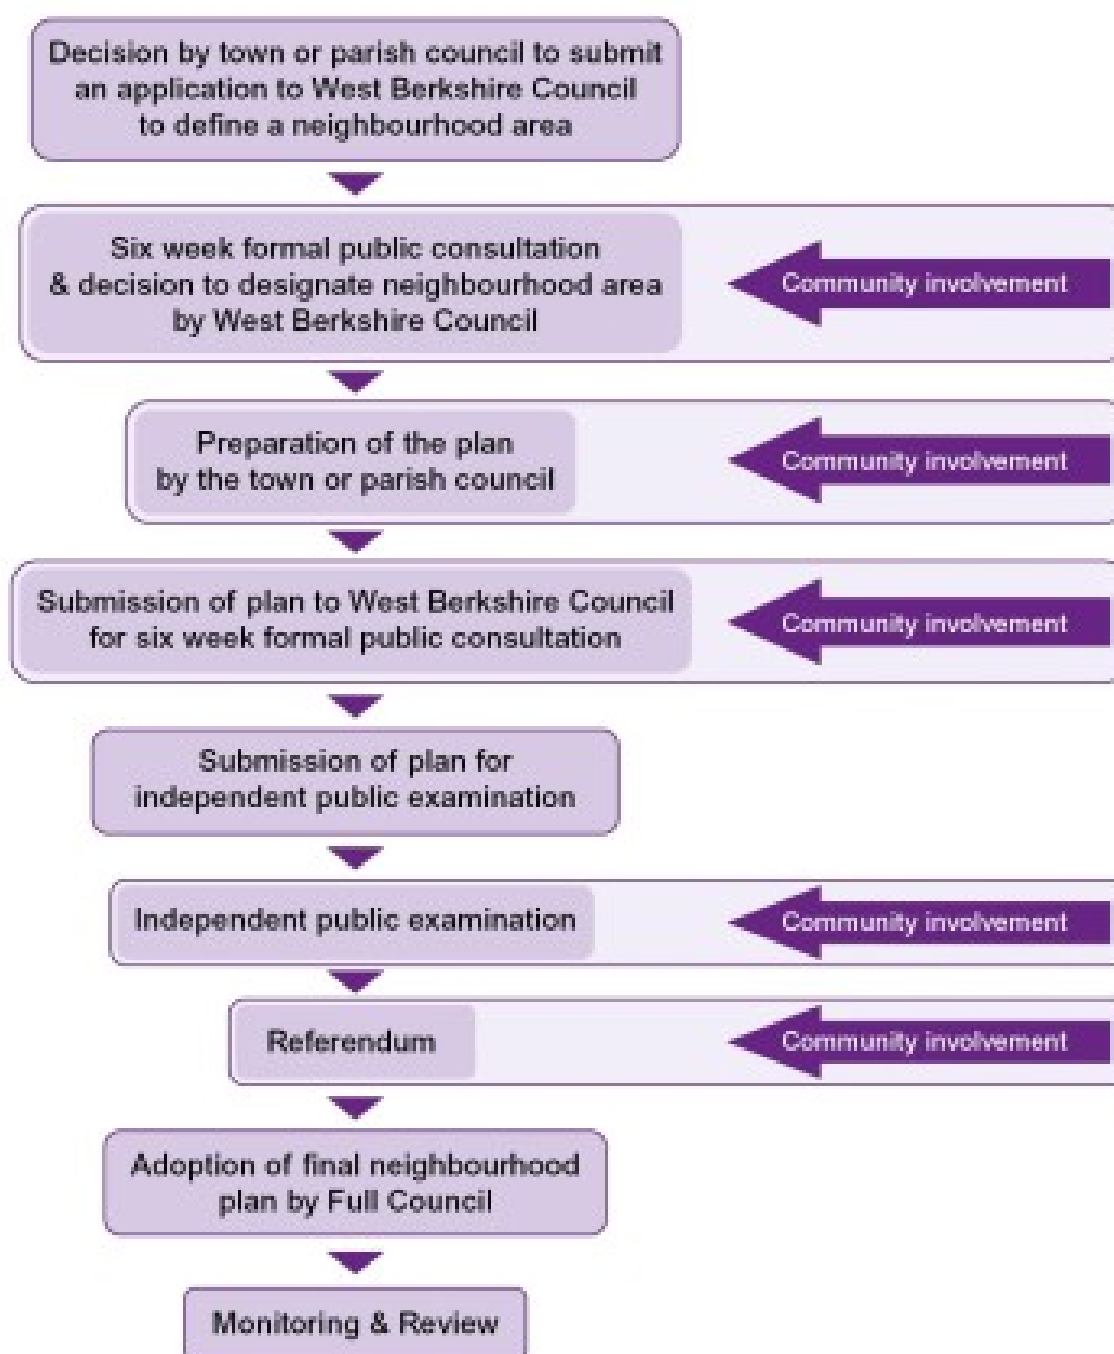 Decision by town or parish council to submit
an application to West Berkshire Council
to define a neighbourhood area
Six week formal public consultation
& decision to designate neighbourhood area
by West Berkshire Council
Community involvement
Preparation of the plan
by the town or parish council
Community involvement
Submission of plan to West Berkshire Council
for six week formal public consultation
Community involvement
Submission of plan for
independent public examination
Independent public examination
Community involvement
Referendum
Community involvement
Adoption of final neighbourhood
plan by Full Council
Monitoring & Review